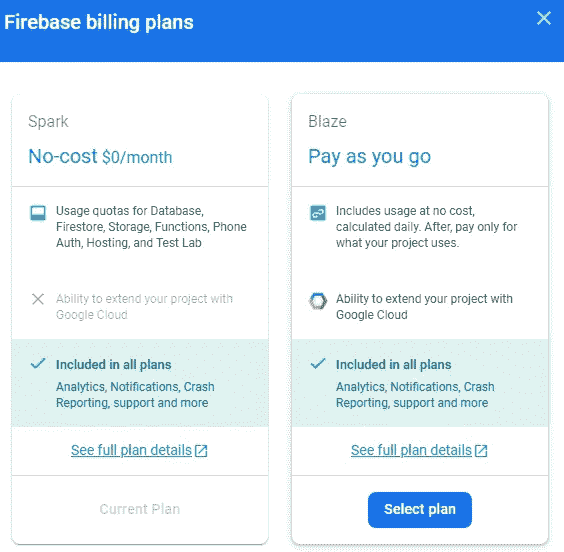 Firebase billing plans
Spark
No-cost $0/month
Usage quotas for Database,
Firestore, Storage, Functions, Phone
Auth, Hosting, and Test Lab
Ability to extend your project with
Google Cloud
Included in all plans
Analytics, Notifications, Crash
Reporting, support and more
See full plan details
Current Plan
Blaze
Pay as you go
Includes usage at no cost,
calculated daily. After, pay only for
what your project uses.
Ability to extend your project with
Google Cloud
Included in all plans
Analytics, Notifications, Crash
Reporting, support and more
See full plan details
Select plan